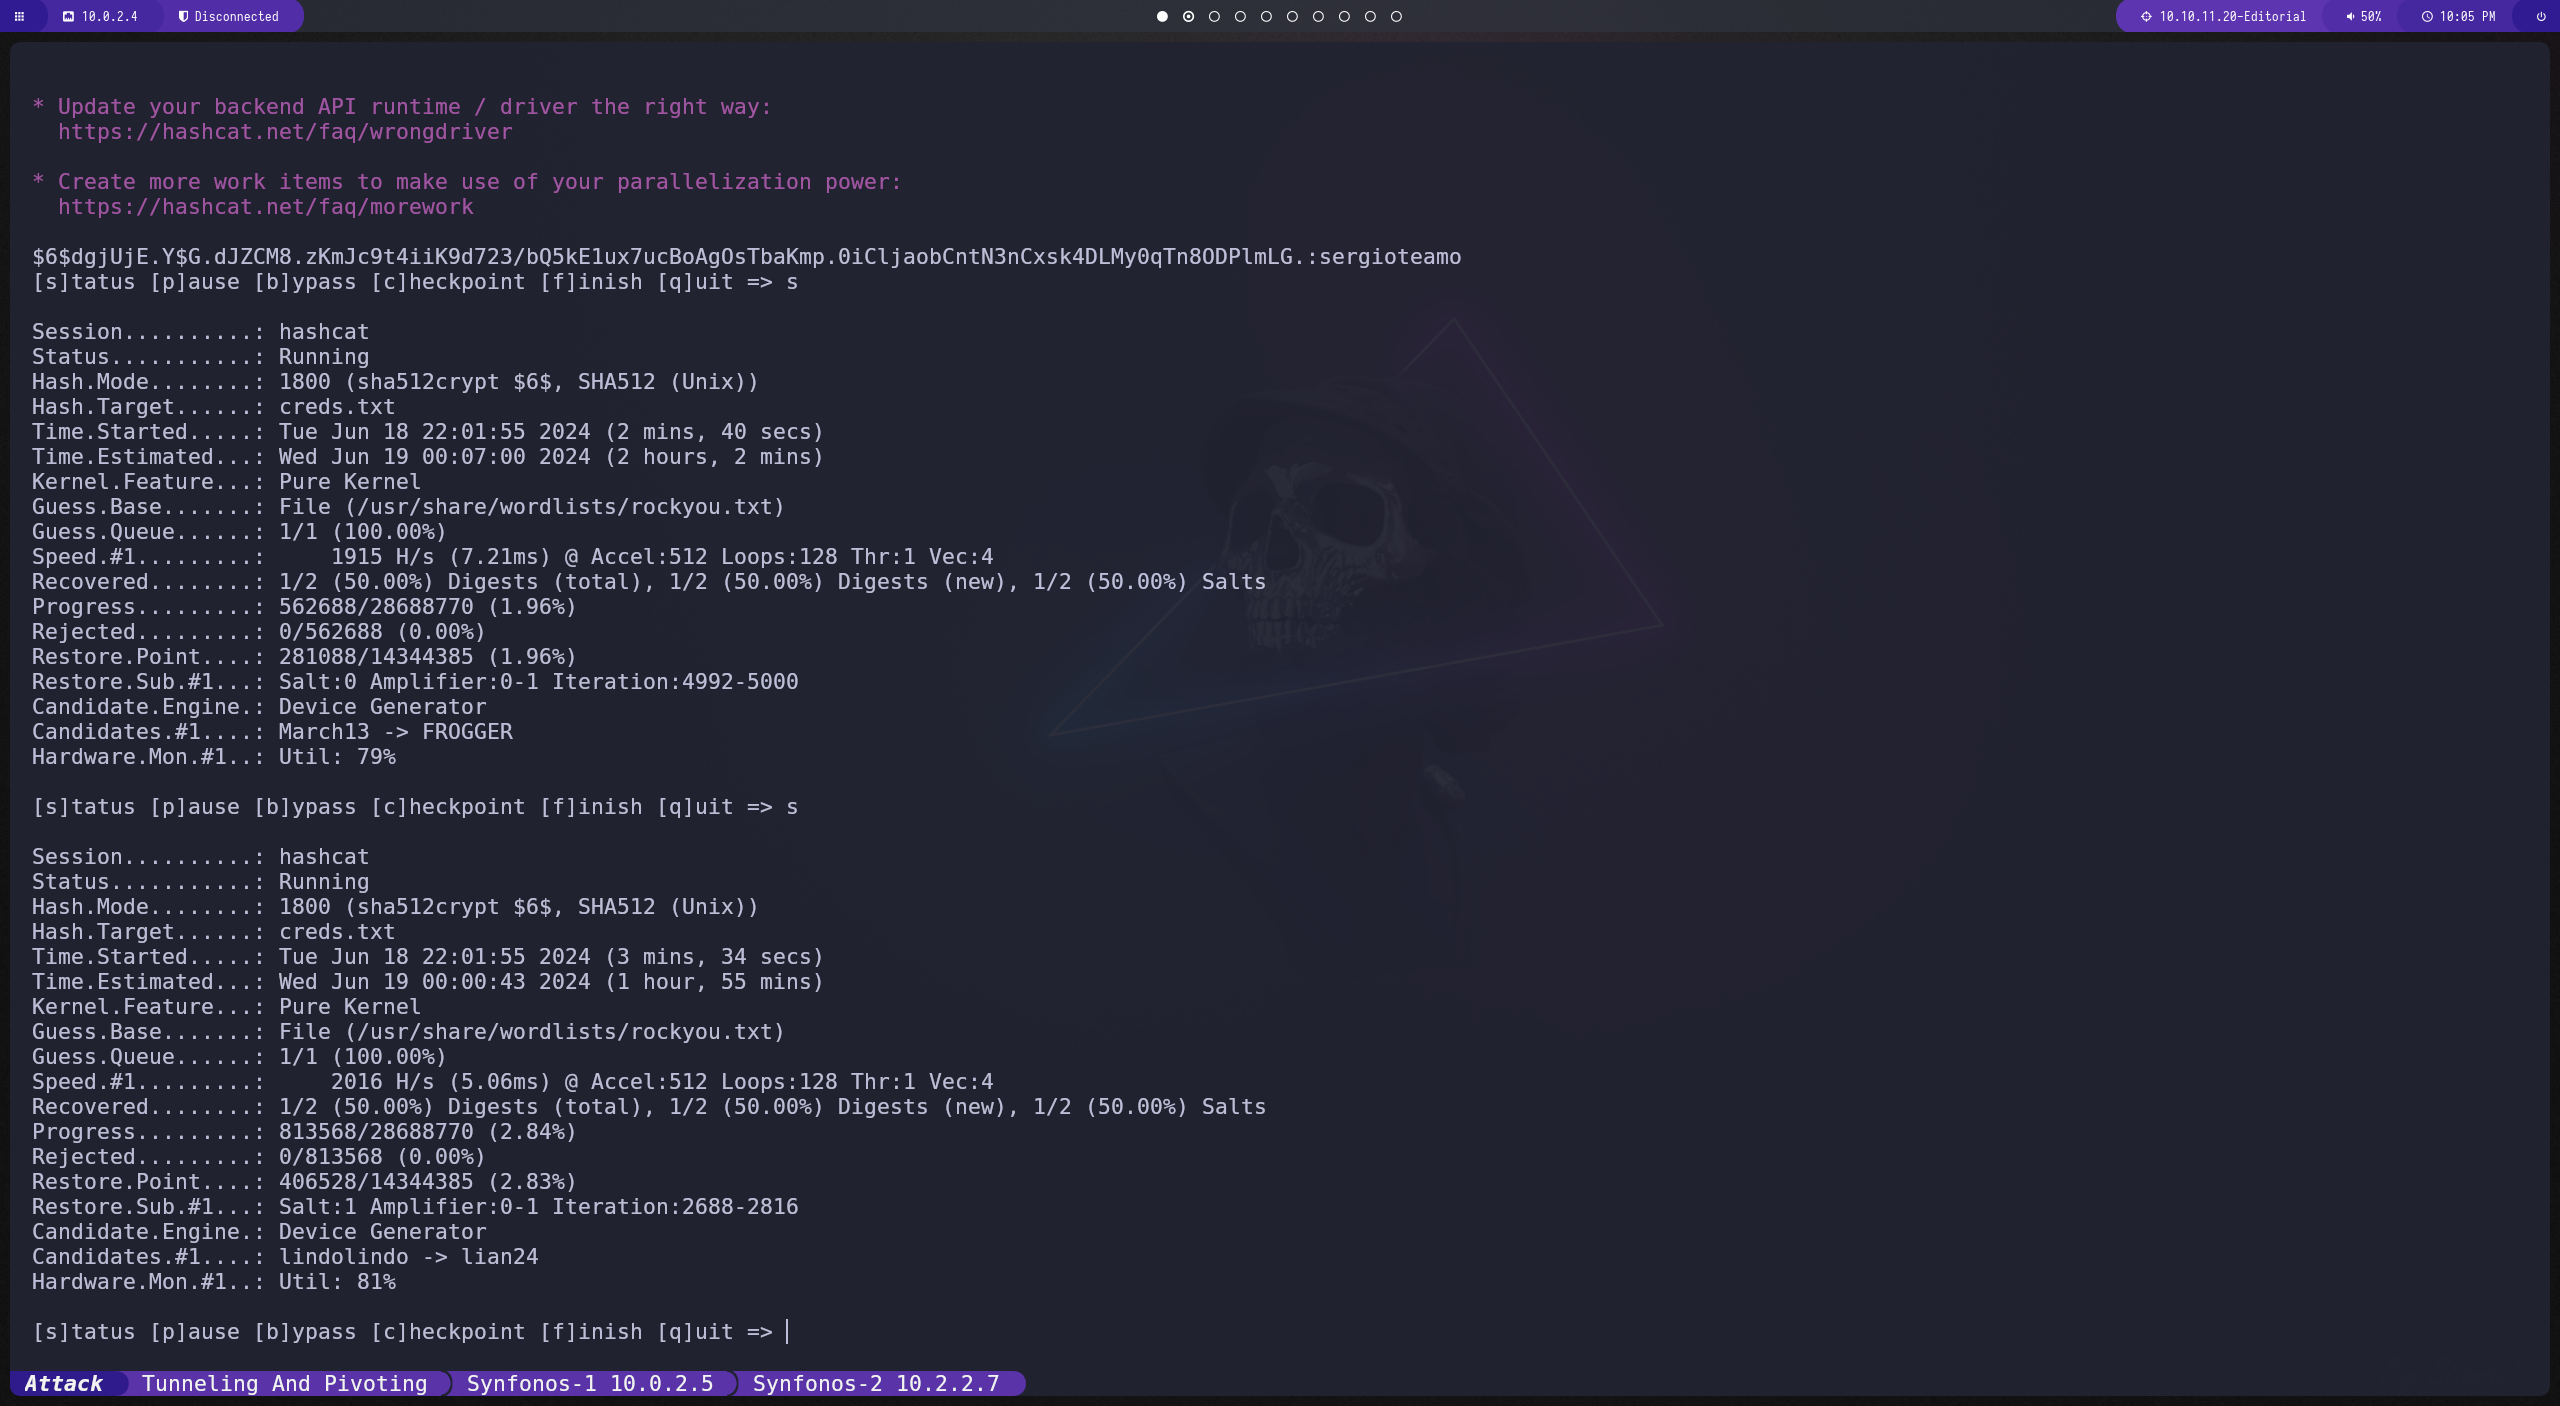 10.0.2.4 Disconnected 10.10.11.20-Editorial 50% 10:05 PM
* Update your backend API runtime / driver the right way:
https://hashcat.net/faq/wrongdriver
* Create more work items to make use of your parallelization power:
https://hashcat.net/faq/morework
$6$dgjUjE.Y$G.dJZCM8.zKmJc9t4iiK9d723/bQ5kE1ux7ucBoAgOsTbaKmp.0iCljaobCntN3nCxsk4DLMy0qTn8ODPlmLG.:sergioteamo
[s]tatus [p]ause [b]ypass [c]heckpoint [f]inish [q]uit => s
Session..........: hashcat
Status...........: Running
Hash.Mode........: 1800 (sha512crypt $6$, SHA512 (Unix))
Hash.Target......: creds.txt
Time.Started.....: Tue Jun 18 22:01:55 2024 (2 mins, 40 secs)
Time.Estimated...: Wed Jun 19 00:07:00 2024 (2 hours, 2 mins)
Kernel.Feature...: Pure Kernel
Guess.Base.......: File (/usr/share/wordlists/rockyou.txt)
Guess.Queue......: 1/1 (100.00%)
Speed.#1.........:     1915 H/s (7.21ms) @ Accel:512 Loops:128 Thr:1 Vec:4
Recovered........: 1/2 (50.00%) Digests (total), 1/2 (50.00%) Digests (new), 1/2 (50.00%) Salts
Progress.........: 562688/28688770 (1.96%)
Rejected.........: 0/562688 (0.00%)
Restore.Point....: 281088/14344385 (1.96%)
Restore.Sub.#1...: Salt:0 Amplifier:0-1 Iteration:4992-5000
Candidate.Engine.: Device Generator
Candidates.#1....: March13 -> FROGGER
Hardware.Mon.#1..: Util: 79%
[s]tatus [p]ause [b]ypass [c]heckpoint [f]inish [q]uit => s
Session..........: hashcat
Status...........: Running
Hash.Mode........: 1800 (sha512crypt $6$, SHA512 (Unix))
Hash.Target......: creds.txt
Time.Started.....: Tue Jun 18 22:01:55 2024 (3 mins, 34 secs)
Time.Estimated...: Wed Jun 19 00:00:43 2024 (1 hour, 55 mins)
Kernel.Feature...: Pure Kernel
Guess.Base.......: File (/usr/share/wordlists/rockyou.txt)
Guess.Queue......: 1/1 (100.00%)
Speed.#1.........:     2016 H/s (5.06ms) @ Accel:512 Loops:128 Thr:1 Vec:4
Recovered........: 1/2 (50.00%) Digests (total), 1/2 (50.00%) Digests (new), 1/2 (50.00%) Salts
Progress.........: 813568/28688770 (2.84%)
Rejected.........: 0/813568 (0.00%)
Restore.Point....: 406528/14344385 (2.83%)
Restore.Sub.#1...: Salt:1 Amplifier:0-1 Iteration:2688-2816
Candidate.Engine.: Device Generator
Candidates.#1....: lindolindo -> lian24
Hardware.Mon.#1..: Util: 81%
[s]tatus [p]ause [b]ypass [c]heckpoint [f]inish [q]uit =>
Attack Tunneling And Pivoting Synfonos-1 10.0.2.5 Synfonos-2 10.2.2.7